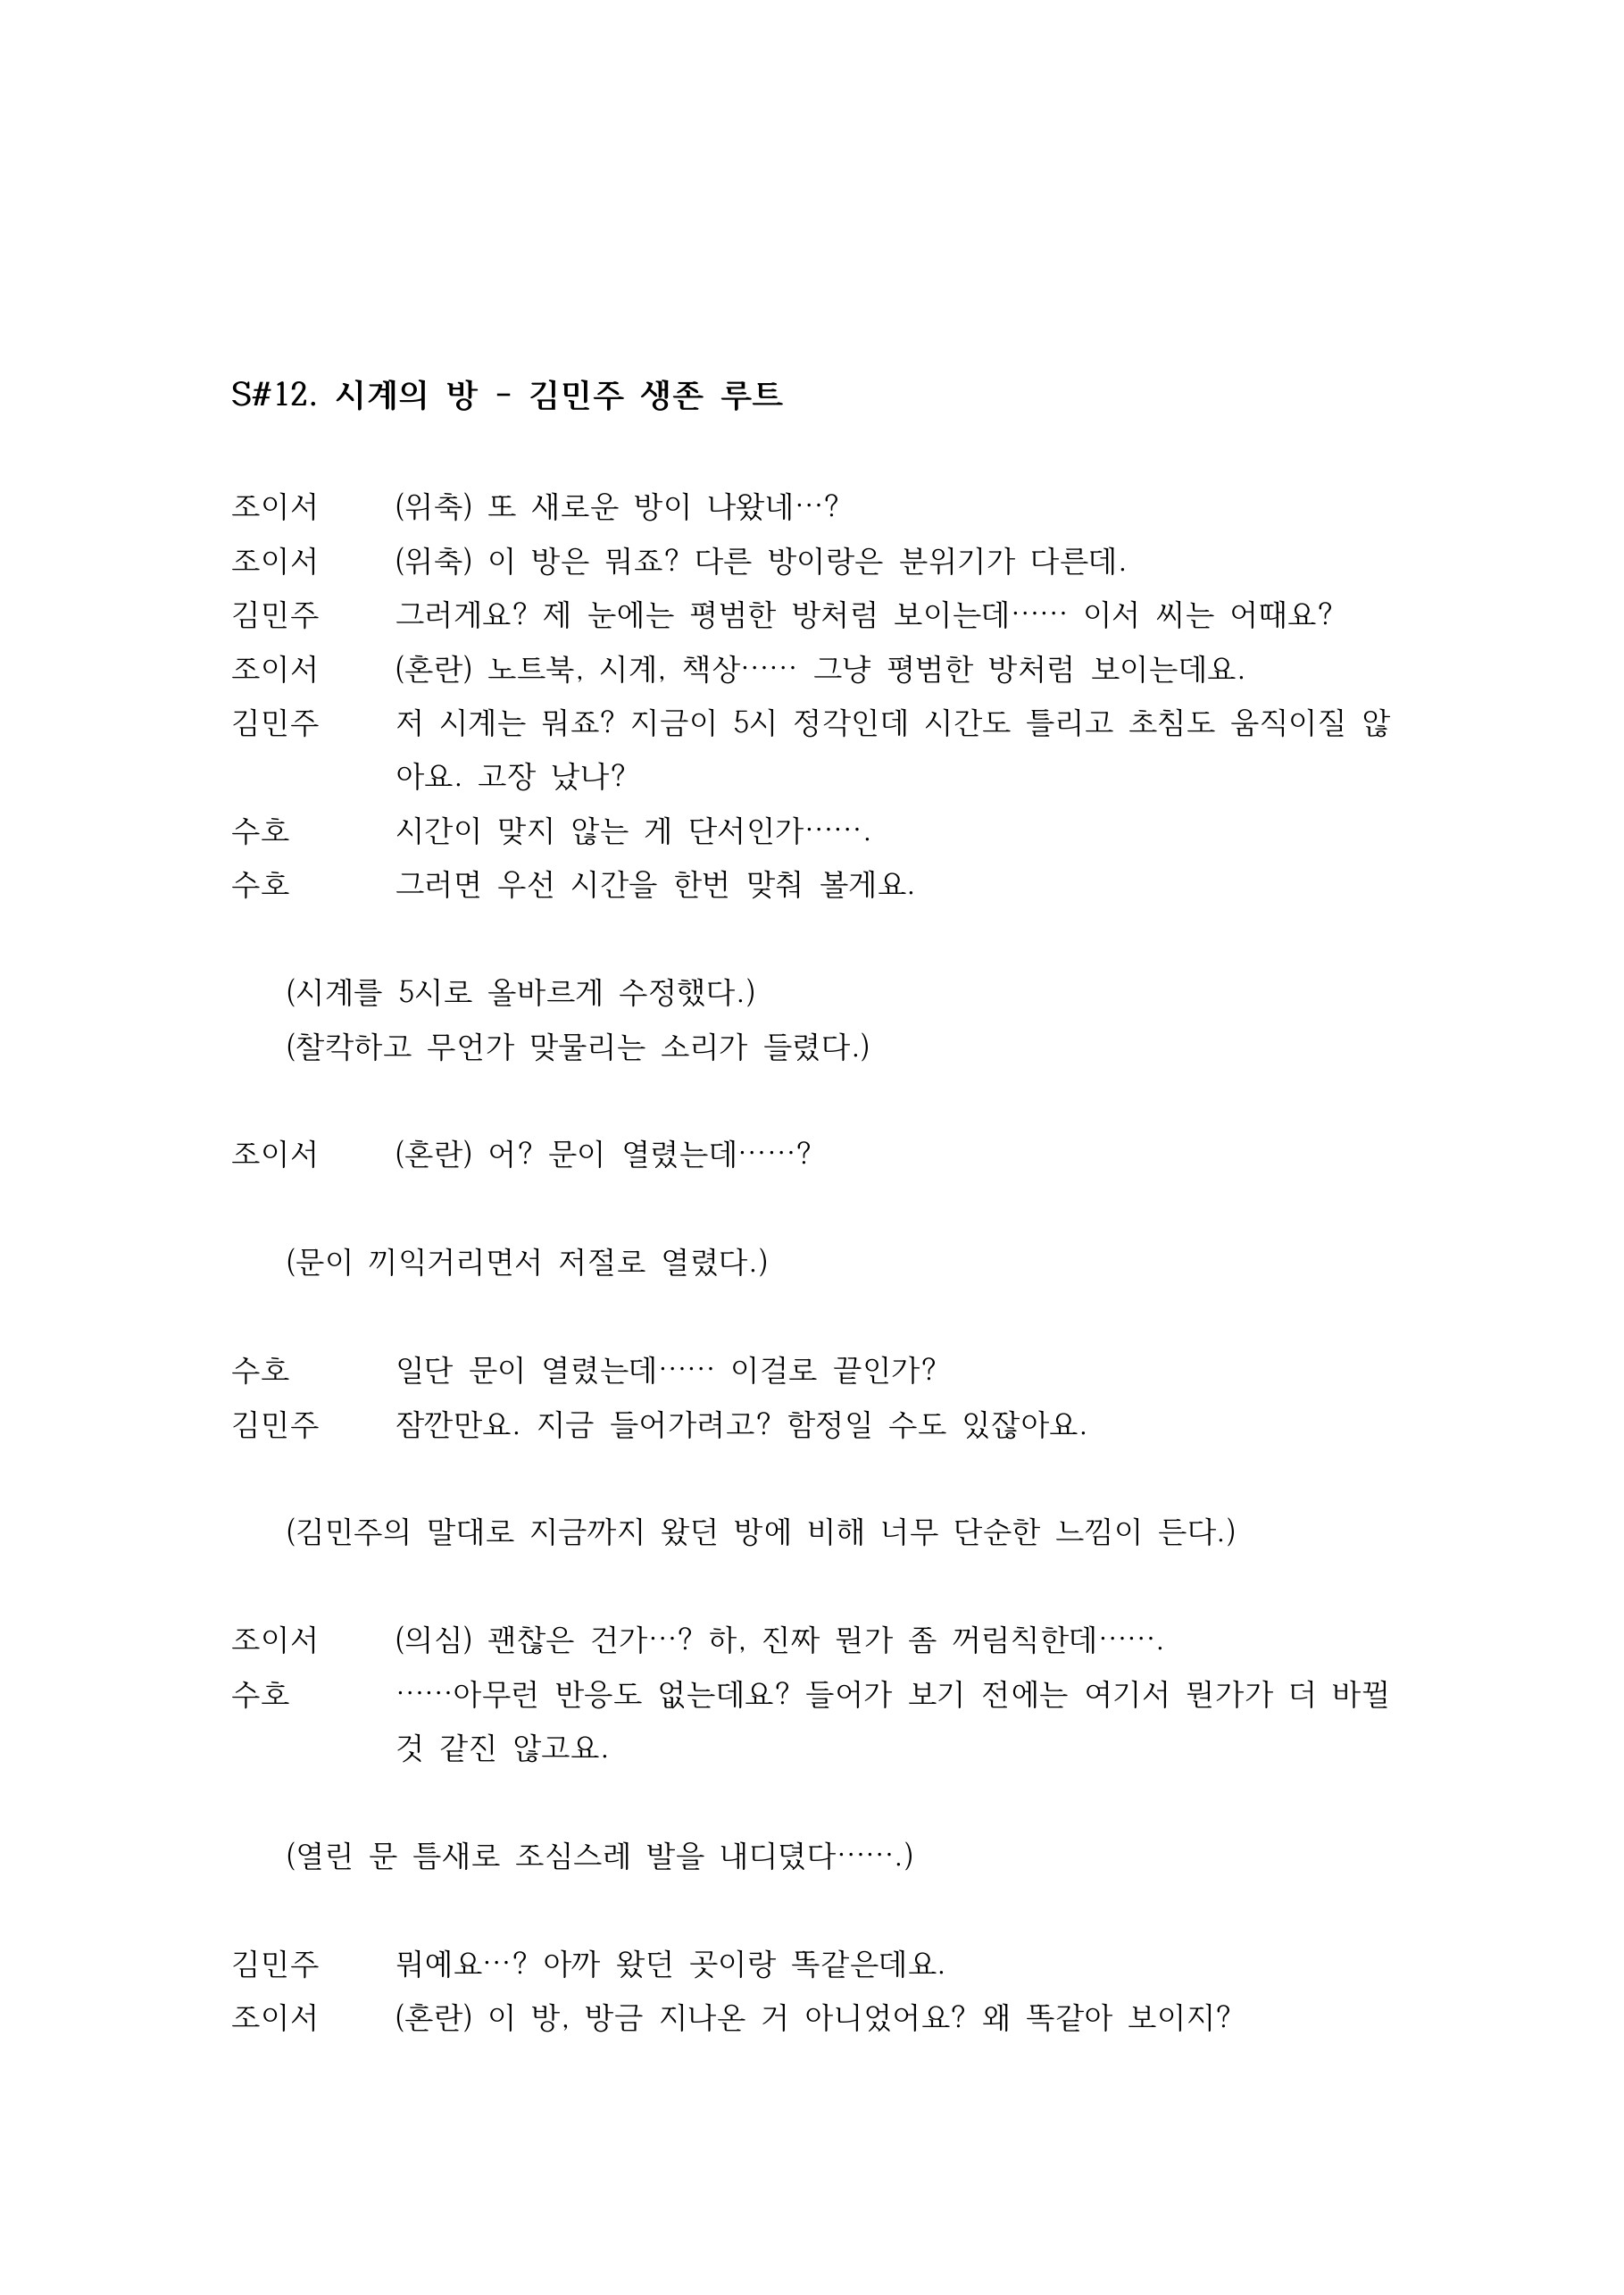 S#12. 시계의 방 - 김민주 생존 루트
조이서 (위축) 또 새로운 방이 나왔네…?
조이서 (위축) 이 방은 뭐죠? 다른 방이랑은 분위기가 다른데.
김민주 그러게요? 제 눈에는 평범한 방처럼 보이는데…… 이서 씨는 어때요?
조이서 (혼란) 노트북, 시계, 책상…… 그냥 평범한 방처럼 보이는데요.
김민주 저 시계는 뭐죠? 지금이 5시 정각인데 시간도 틀리고 초침도 움직이질 않
아요. 고장 났나?
수호 시간이 맞지 않는 게 단서인가…….
수호 그러면 우선 시간을 한번 맞춰 볼게요.
(시계를 5시로 올바르게 수정했다.)
(찰칵하고 무언가 맞물리는 소리가 들렸다.)
조이서 (혼란) 어? 문이 열렸는데……?
(문이 끼익거리면서 저절로 열렸다.)
수호 일단 문이 열렸는데…… 이걸로 끝인가?
김민주 잠깐만요. 지금 들어가려고? 함정일 수도 있잖아요.
(김민주의 말대로 지금까지 왔던 방에 비해 너무 단순한 느낌이 든다.)
조이서 (의심) 괜찮은 건가…? 하, 진짜 뭔가 좀 꺼림칙한데…….
수호 ……아무런 반응도 없는데요? 들어가 보기 전에는 여기서 뭔가가 더 바뀔
것 같진 않고요.
(열린 문 틈새로 조심스레 발을 내디뎠다…….)
김민주 뭐예요…? 아까 왔던 곳이랑 똑같은데요.
조이서 (혼란) 이 방, 방금 지나온 거 아니었어요? 왜 똑같아 보이지?